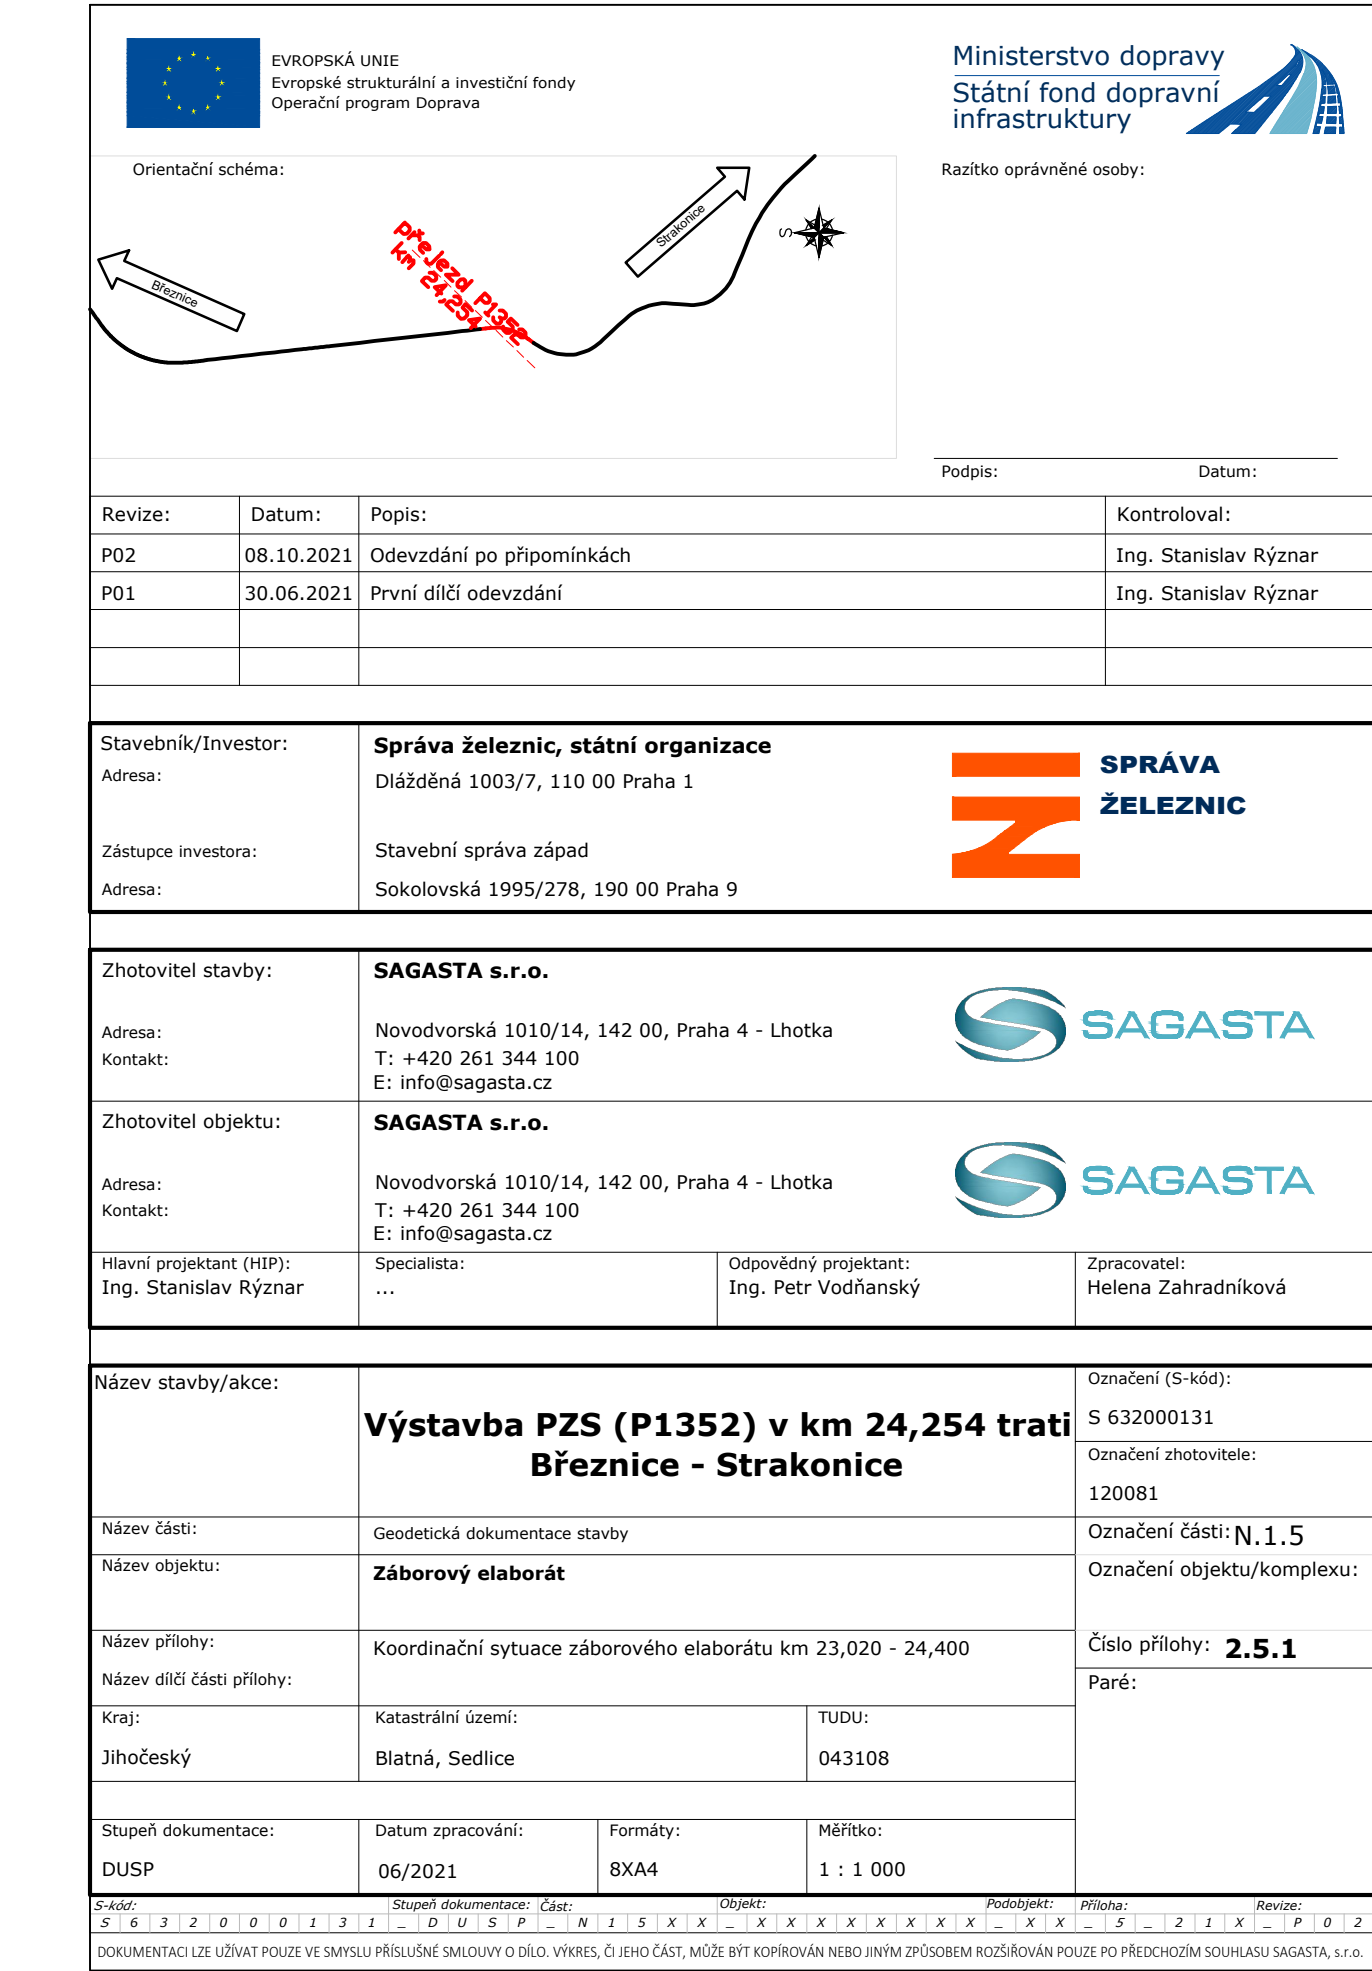 EVROPSKÁ UNIE
Evropské strukturální a investiční fondy
Operační program Doprava
Ministerstvo dopravy
Státní fond dopravní
infrastruktury
Orientační schéma:
Razítko oprávněné osoby:
Březnice
přejezd P1352
km 24,254
Strakonice
S
Podpis: Datum:
Revize: Datum: Popis: Kontroloval:
P02 08.10.2021 Odevzdání po připomínkách Ing. Stanislav Rýznar
P01 30.06.2021 První dílčí odevzdání Ing. Stanislav Rýznar
Stavebník/Investor: Správa železnic, státní organizace
Adresa: Dlážděná 1003/7, 110 00 Praha 1
SPRÁVA
ŽELEZNIC
Zástupce investora: Stavební správa západ
Adresa: Sokolovská 1995/278, 190 00 Praha 9
Zhotovitel stavby: SAGASTA s.r.o.
SAGASTA
Adresa: Novodvorská 1010/14, 142 00, Praha 4 - Lhotka
Kontakt: T: +420 261 344 100
E: info@sagasta.cz
Zhotovitel objektu: SAGASTA s.r.o.
SAGASTA
Adresa: Novodvorská 1010/14, 142 00, Praha 4 - Lhotka
Kontakt: T: +420 261 344 100
E: info@sagasta.cz
Hlavní projektant (HIP): Specialista: Odpovědný projektant: Zpracovatel:
Ing. Stanislav Rýznar ... Ing. Petr Vodňanský Helena Zahradníková
Název stavby/akce:
Výstavba PZS (P1352) v km 24,254 trati
Březnice - Strakonice
Označení (S-kód):
S 632000131
Označení zhotovitele:
120081
Název části: Geodetická dokumentace stavby Označení části: N.1.5
Název objektu: Záborový elaborát Označení objektu/komplexu:
Název přílohy: Koordinační sytuace záborového elaborátu km 23,020 - 24,400 Číslo přílohy: 2.5.1
Název dílčí části přílohy: Paré:
Kraj: Katastrální území: TUDU:
Jihočeský Blatná, Sedlice 043108
Stupeň dokumentace: Datum zpracování: Formáty: Měřítko:
DUSP 06/2021 8XA4 1 : 1 000
S-kód: Stupeň dokumentace: Část: Objekt: Podobjekt: Příloha: Revize:
S 6 3 2 0 0 0 1 3 1 _ D U S P _ N 1 5 X X _ X X X X X X X X _ X X _ 5 _ 2 1 X _ P 0 2
DOKUMENTACI LZE UŽÍVAT POUZE VE SMYSLU PŘÍSLUŠNÉ SMLOUVY O DÍLO. VÝKRES, ČI JEHO ČÁST, MŮŽE BÝT KOPÍROVÁN NEBO JINÝM ZPŮSOBEM ROZŠIŘOVÁN POUZE PO PŘEDCHOZÍM SOUHLASU SAGASTA, s.r.o.